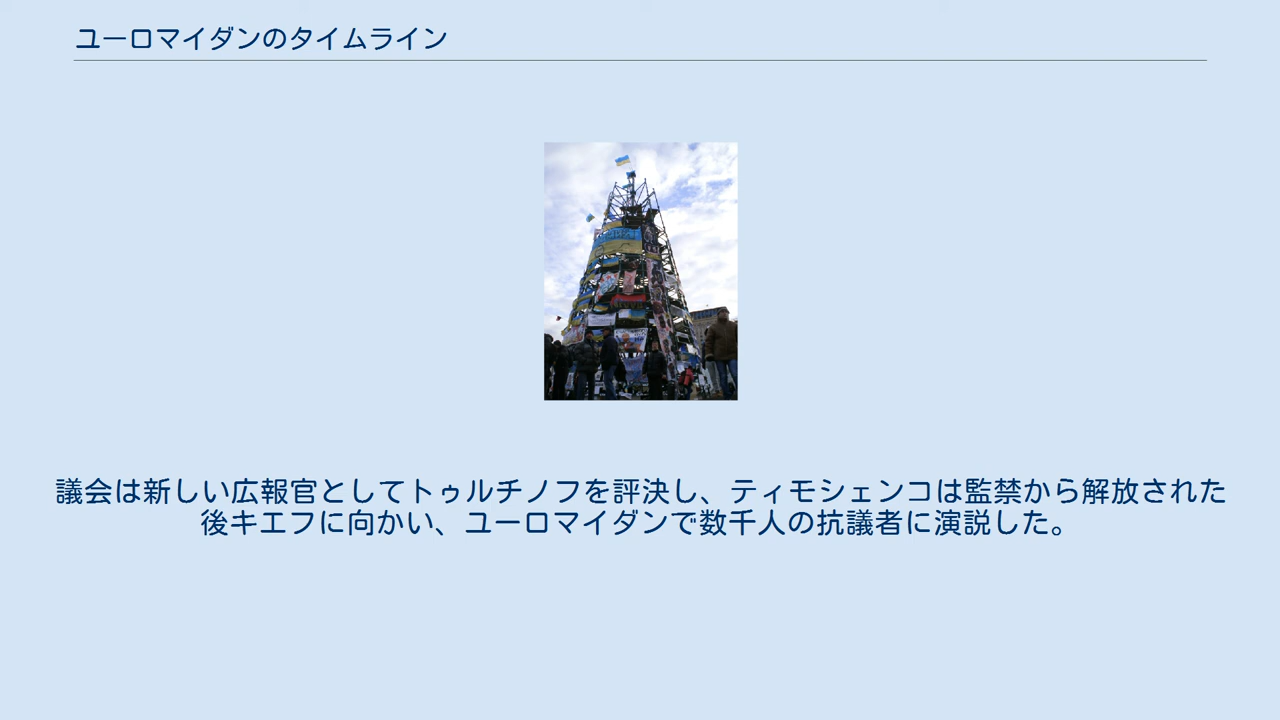 ユーロマイダンのタイムライン
議会は新しい広報官としてトゥルチノフを評決し、ティモシェンコは監禁から解放された
後キエフに向かい、ユーロマイダンで数千人の抗議者に演説した。